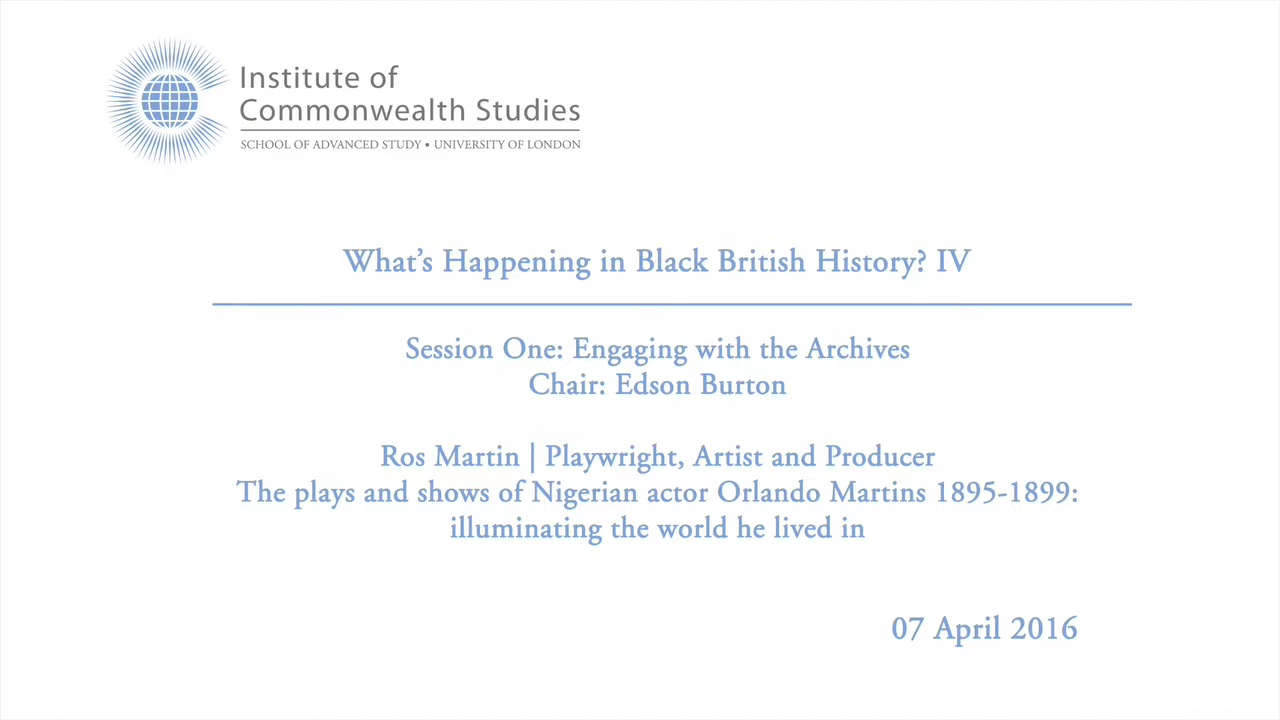 Institute of
Commonwealth Studies
SCHOOL OF ADVANCED STUDY • UNIVERSITY OF LONDON
What’s Happening in Black British History? IV
Session One: Engaging with the Archives
Chair: Edson Burton
Ros Martin | Playwright, Artist and Producer
The plays and shows of Nigerian actor Orlando Martins 1895-1899:
illuminating the world he lived in
07 April 2016